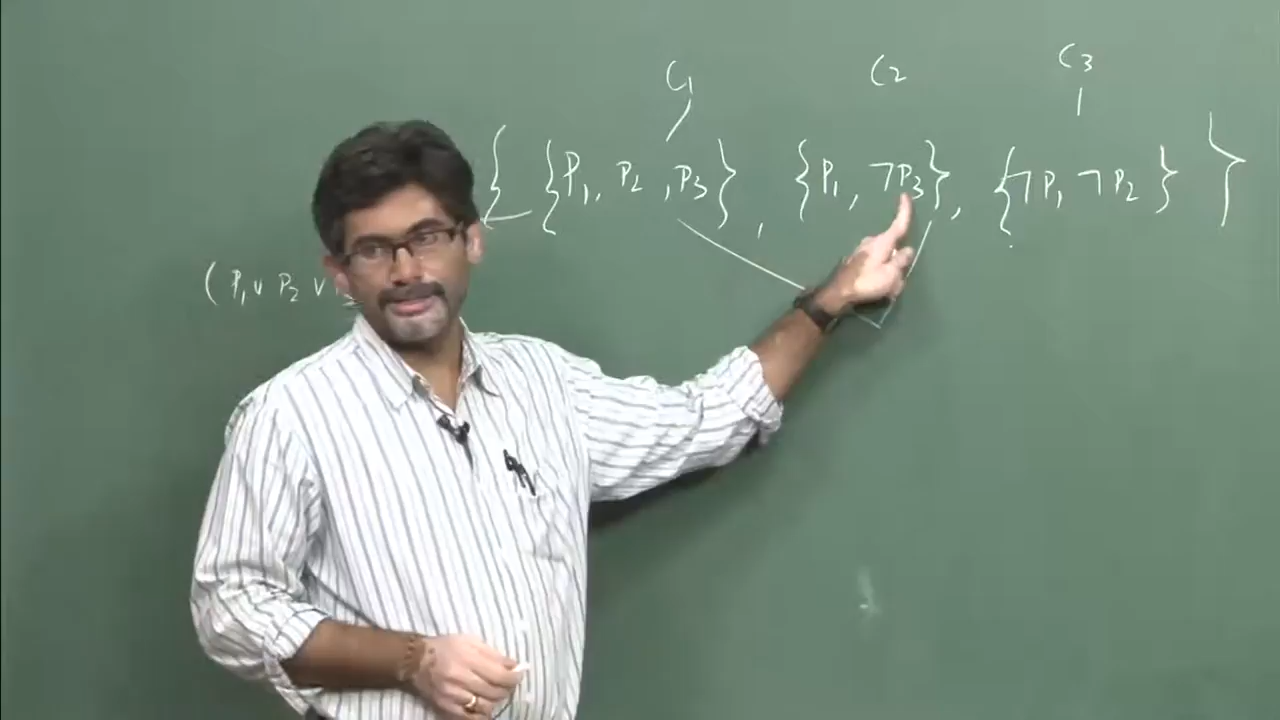 C1 C2 C3
{ {P1, P2, P3}, {P1, ¬P3}, {¬P1, ¬P2} }
(P1 ∨ P2 ∨